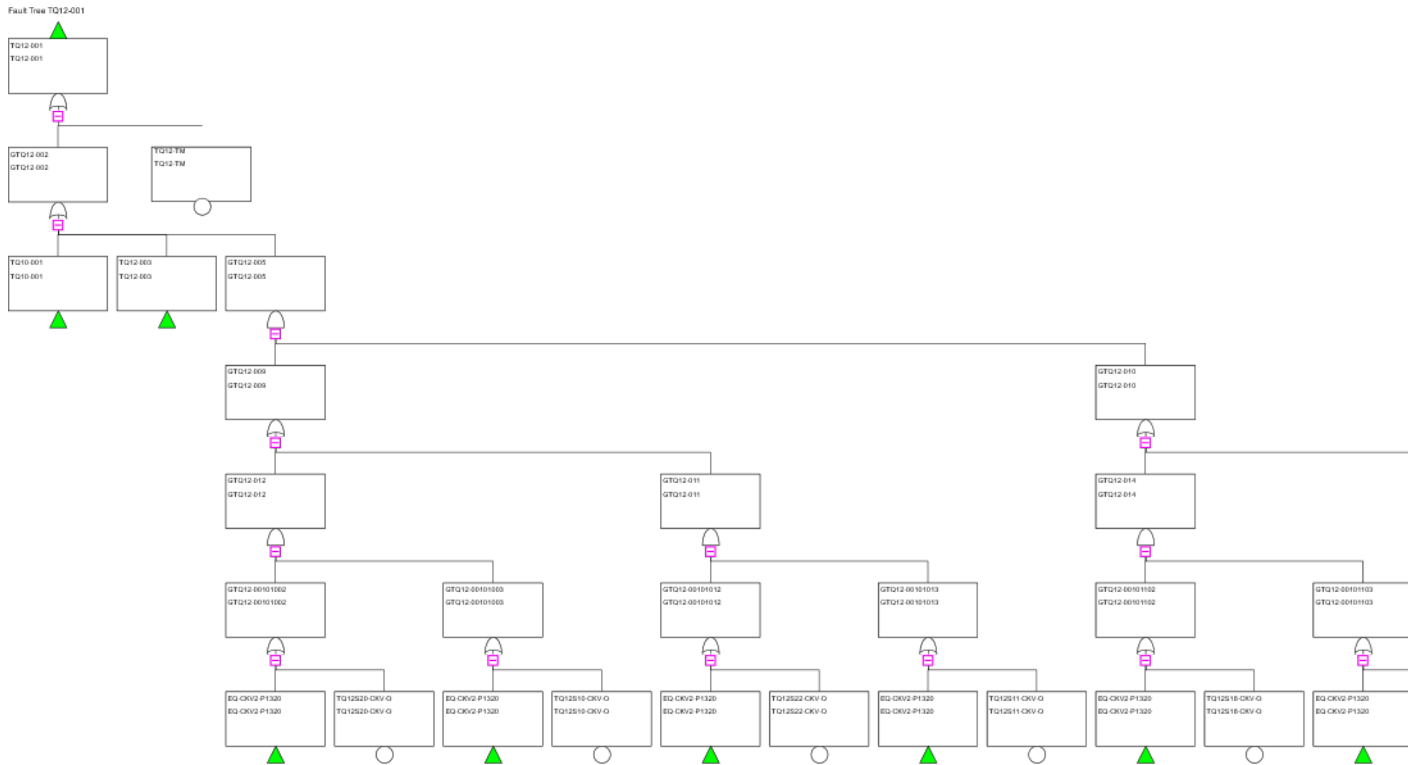 Fault Tree TQ12-001
TQ12-001
TQ12-001
GTQ12-002
GTQ12-002
TQ12-TM
TQ12-TM
TQ10-001
TQ10-001
TQ12-003
TQ12-003
GTQ12-005
GTQ12-005
GTQ12-009
GTQ12-009
GTQ12-010
GTQ12-010
GTQ12-012
GTQ12-012
GTQ12-011
GTQ12-011
GTQ12-014
GTQ12-014
GTQ12-00101002
GTQ12-00101002
GTQ12-00101003
GTQ12-00101003
GTQ12-00101012
GTQ12-00101012
GTQ12-00101013
GTQ12-00101013
GTQ12-00101102
GTQ12-00101102
GTQ12-00101103
GTQ12-00101103
EQ-CKV2-P1320
EQ-CKV2-P1320
TQ12S20-CKV-O
TQ12S20-CKV-O
EQ-CKV2-P1320
EQ-CKV2-P1320
TQ12S10-CKV-O
TQ12S10-CKV-O
EQ-CKV2-P1320
EQ-CKV2-P1320
TQ12S22-CKV-O
TQ12S22-CKV-O
EQ-CKV2-P1320
EQ-CKV2-P1320
TQ12S11-CKV-O
TQ12S11-CKV-O
EQ-CKV2-P1320
EQ-CKV2-P1320
TQ12S18-CKV-O
TQ12S18-CKV-O
EQ-CKV2-P1320
EQ-CKV2-P1320